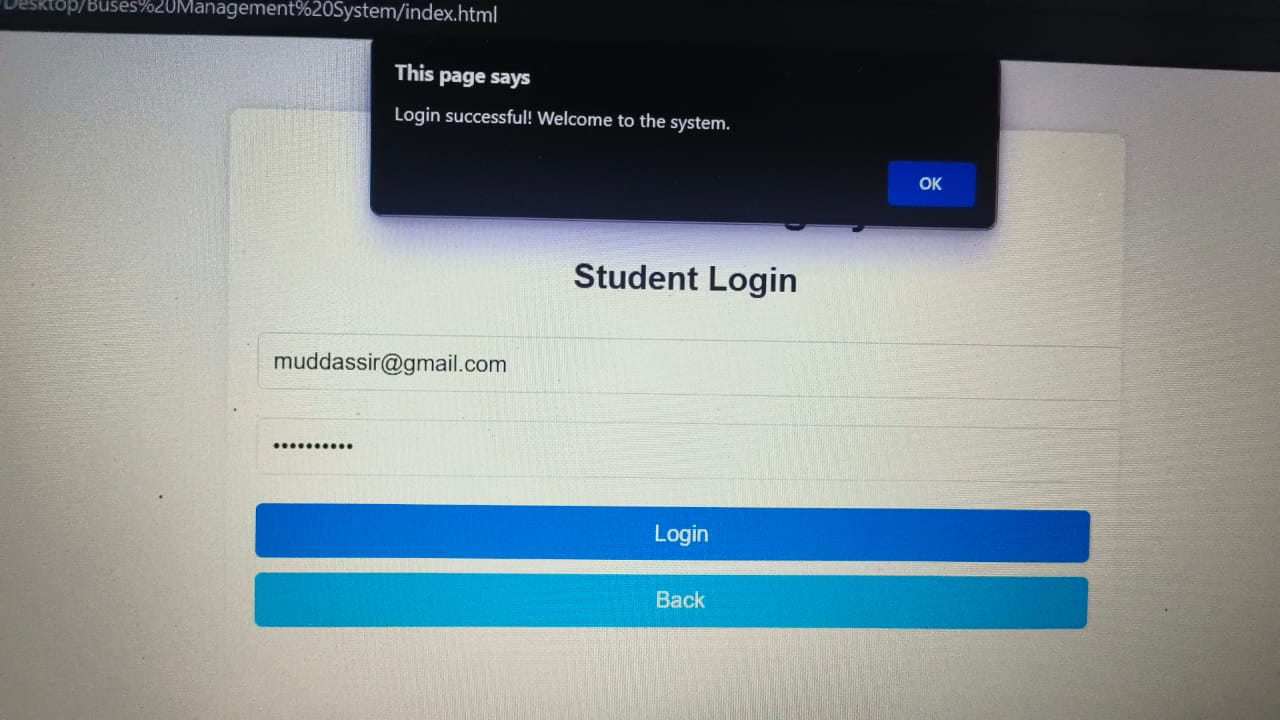 Desktop/Buses%20Management%20System/index.html
This page says
Login successful! Welcome to the system.
OK
Student Login
muddassir@gmail.com
••••••••••
Login
Back